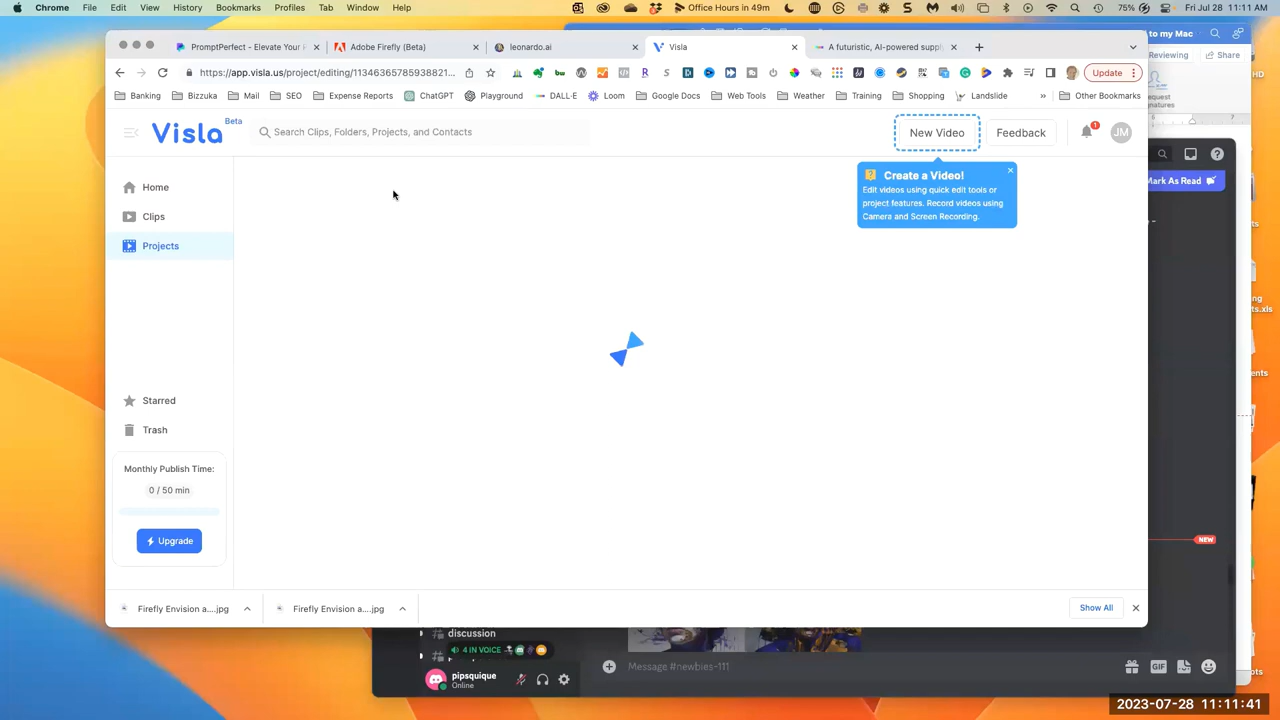 Chrome File Edit View History Bookmarks Profiles Tab Window Help Office Hours in 49m 75% Fri Jul 28 11:11 AM
to my Mac
PromptPerfect - Elevate Your Adobe Firefly (Beta) leonardo.ai Visla A futuristic, AI-powered supply
Reviewing Share
https://app.visla.us/project/editing/11346365785938821... Update
Banking Bizzuka Mail SEO Expense Reports ChatGPT Playground DALL-E Loom Google Docs Web Tools Weather Training Shopping Landslide » Other Bookmarks
Visla Beta
Search Clips, Folders, Projects, and Contacts
New Video Feedback 1 JM
Home
Clips
Projects
Create a Video!
Edit videos using quick edit tools or
project features. Record videos using
Camera and Screen Recording.
Mark As Read
Starred
Trash
Monthly Publish Time:
0 / 50 min
Upgrade
NEW
Firefly Envision a....jpg Firefly Envision a....jpg Show All
discussion
4 IN VOICE
pipsquique
Online
Message #newbies-111
GIF
2023-07-28 11:11:41